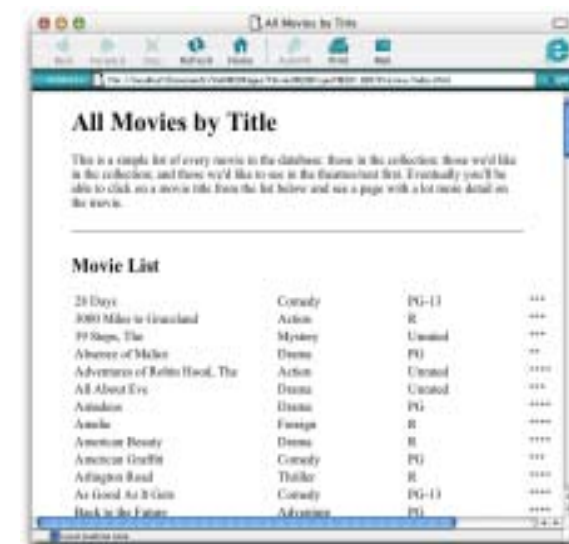 All Movies by Title
Refresh Home Print Mail
All Movies by Title
This is a simple list of every movie in the database: those in the collection, those we'd like
in the collection, and those we'd like to see in the theatres/rent first. Eventually you'll be
able to click on a movie title from the list below and see a page with a lot more detail on
the movie.
Movie List
28 Days Comedy PG-13 ***
3000 Miles to Graceland Action R ***
39 Steps, The Mystery Unrated ***
Absence of Malice Drama PG **
Adventures of Robin Hood, The Action Unrated ****
All About Eve Drama Unrated ***
Amadeus Drama PG ****
Amelie Foreign R ****
American Beauty Drama R ****
American Graffiti Comedy PG ***
Arlington Road Thriller R ****
As Good As It Gets Comedy PG-13 ****
Back to the Future Adventure PG ****